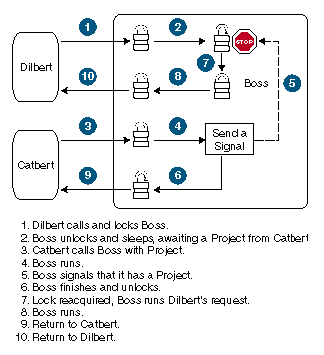 1
2
STOP
Dilbert
7
10
8
Boss
5
3
4
Send a
Signal
Catbert
9
6
1. Dilbert calls and locks Boss.
2. Boss unlocks and sleeps, awaiting a Project from Catbert
3. Catbert calls Boss with Project.
4. Boss runs.
5. Boss signals that it has a Project.
6. Boss finishes and unlocks.
7. Lock reacquired, Boss runs Dilbert's request.
8. Boss runs.
9. Return to Catbert.
10. Return to Dilbert.